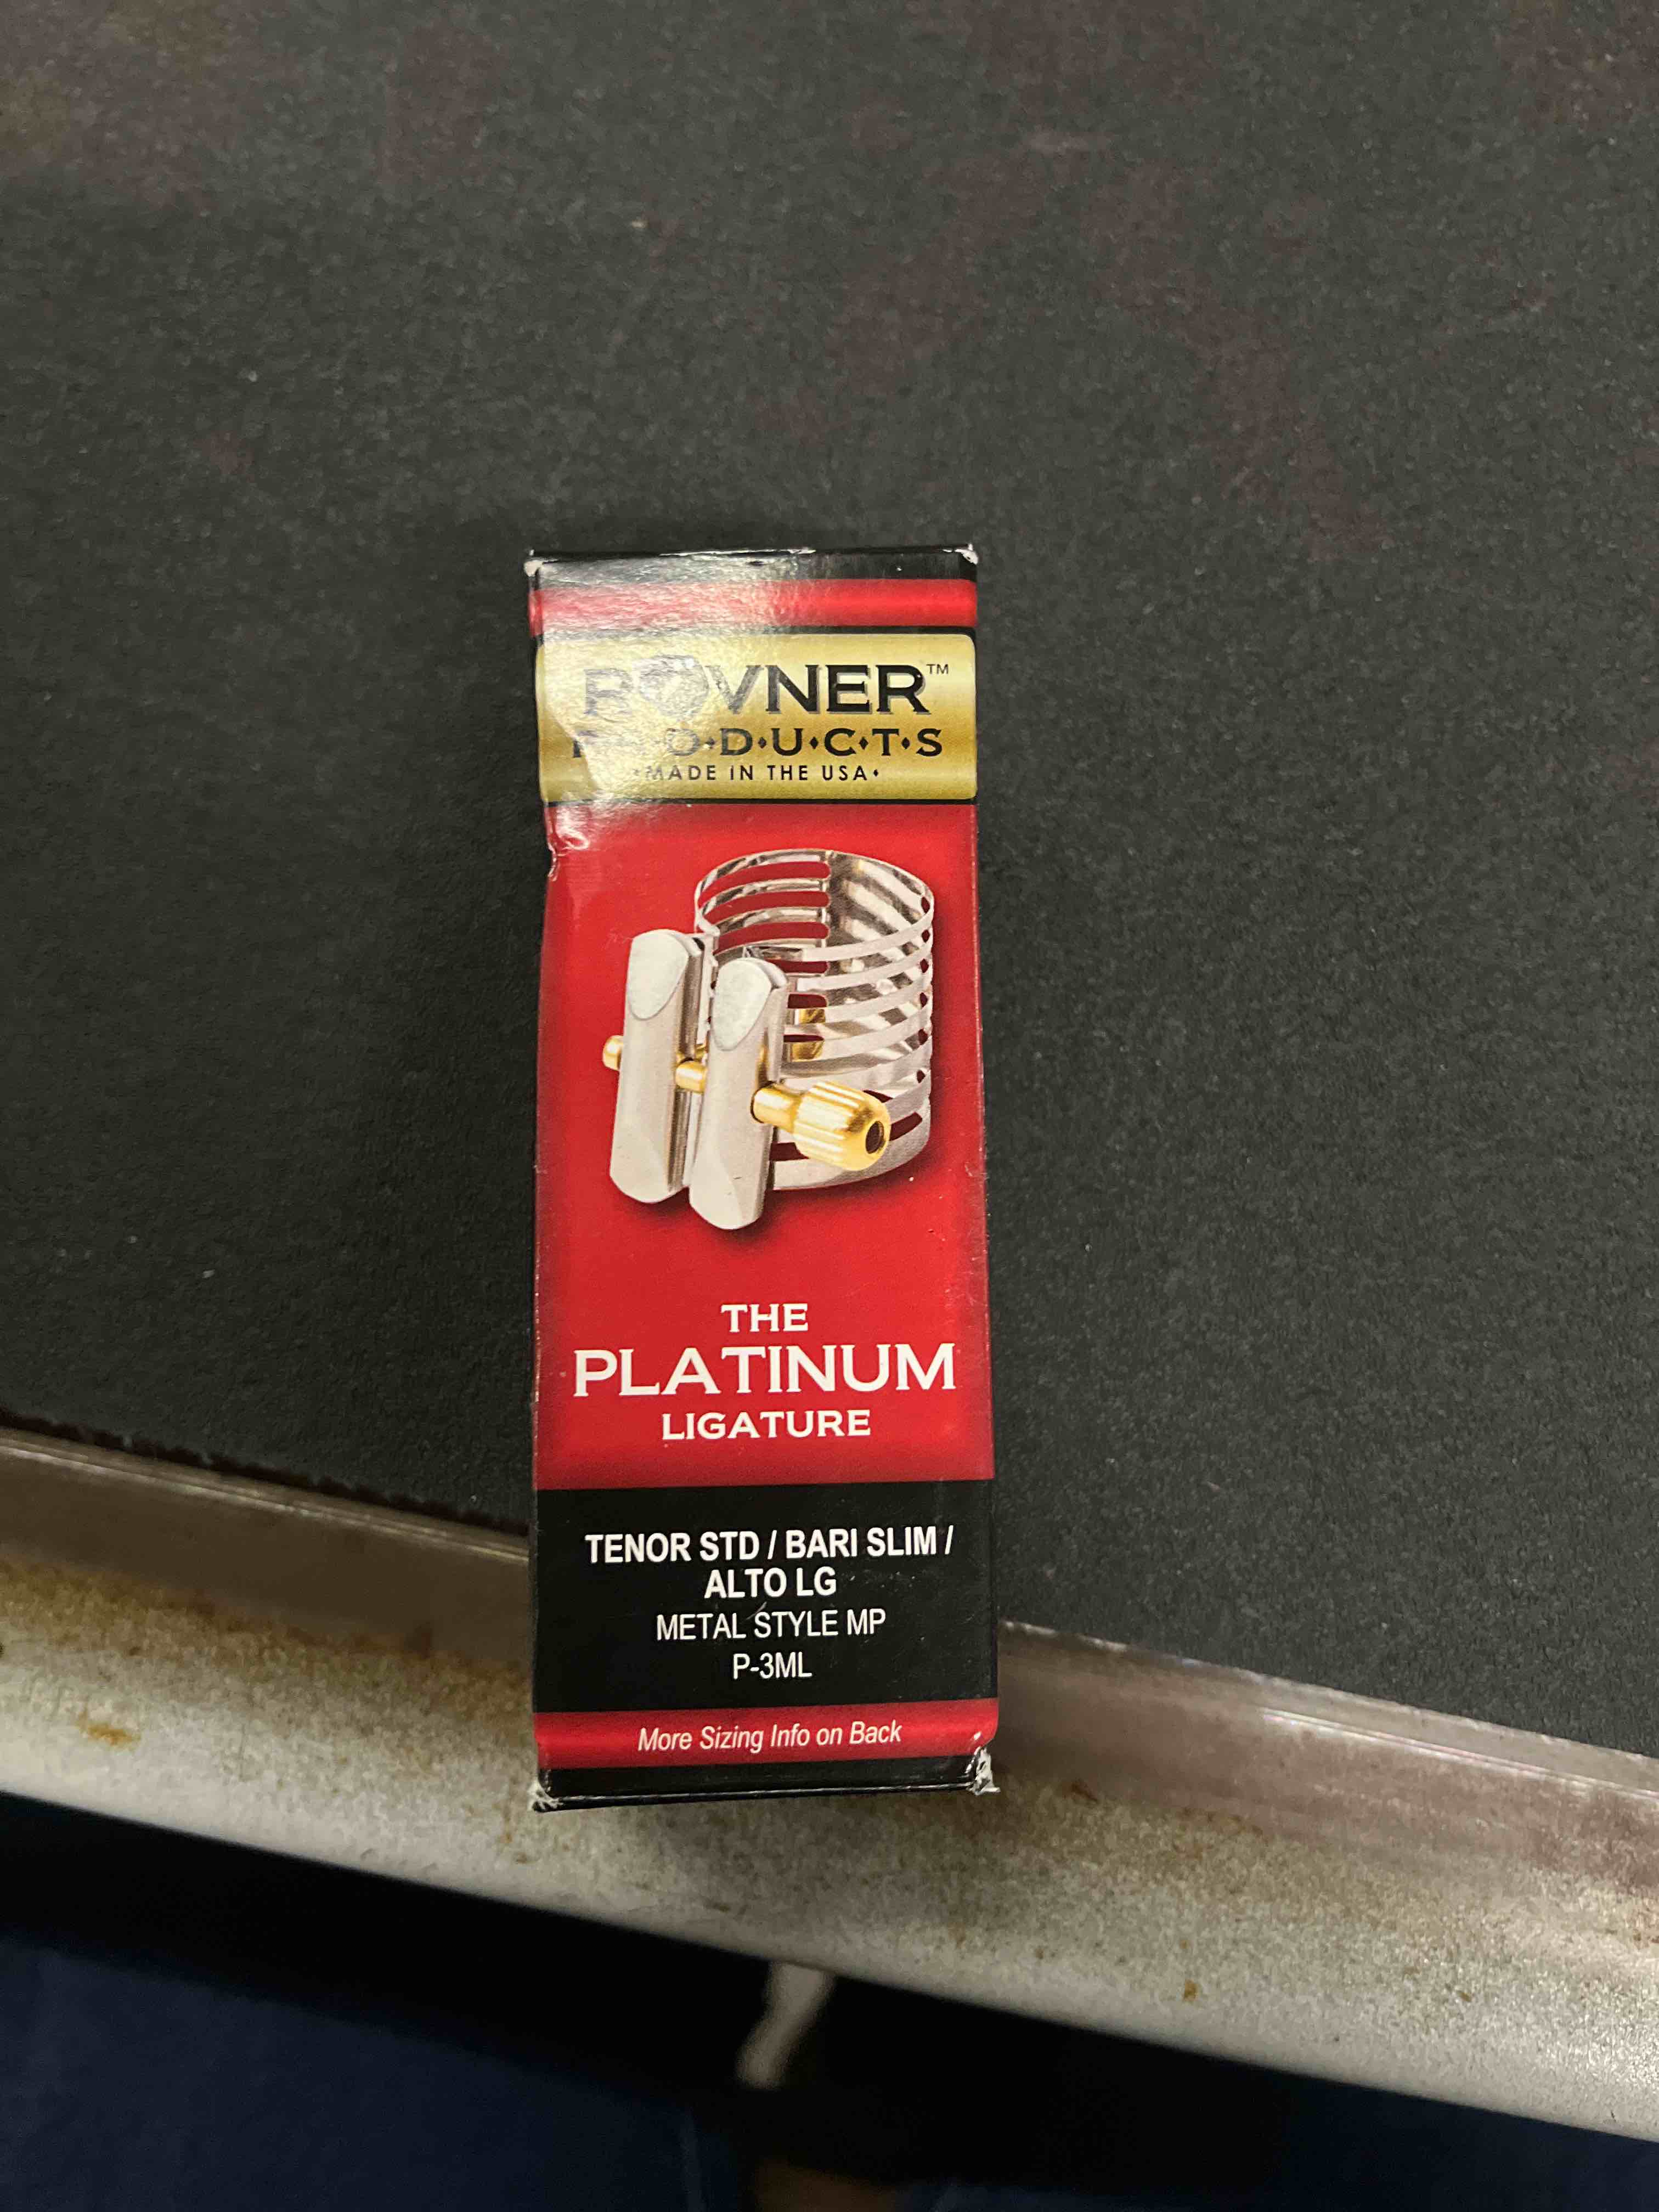 ROVNER™
PRODUCTS
•MADE IN THE USA•
THE
PLATINUM
LIGATURE
TENOR STD / BARI SLIM /
ALTO LG
METAL STYLE MP
P-3ML
More Sizing Info on Back